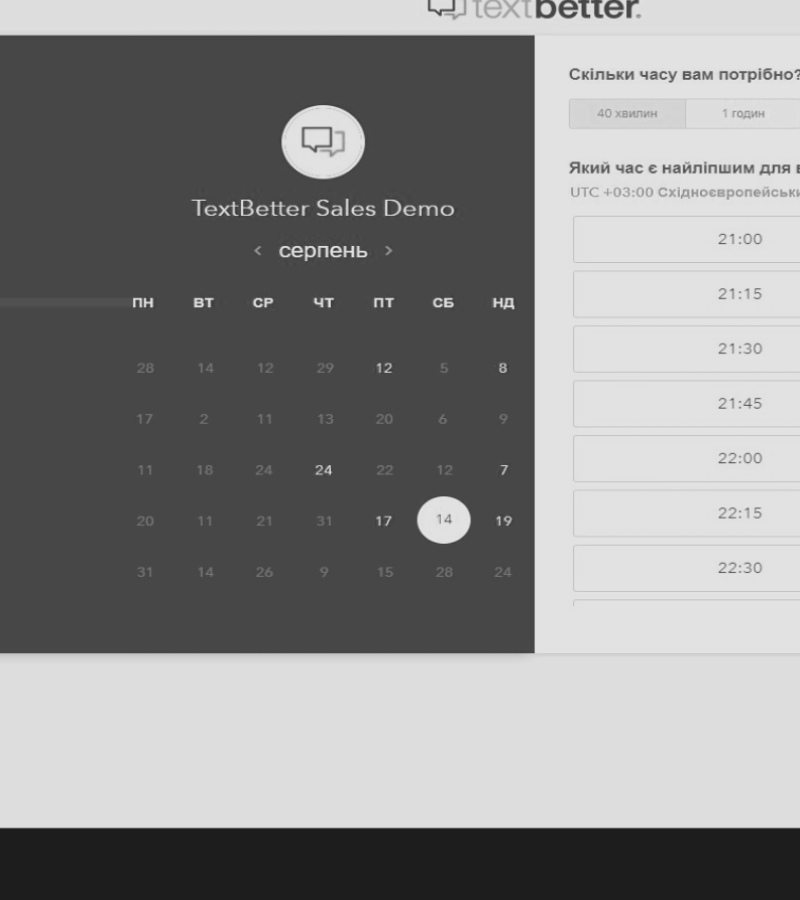 textbetter.
TextBetter Sales Demo
< серпень >
ПН ВТ СР ЧТ ПТ СБ НД
28 14 12 29 12 5 8
17 2 11 13 20 6 9
11 18 24 24 22 12 7
20 11 21 31 17 14 19
31 14 26 9 15 28 24
Скільки часу вам потрібно?
40 хвилин 1 годин
Який час є найліпшим для
UTC +03:00
21:00
21:15
21:30
21:45
22:00
22:15
22:30